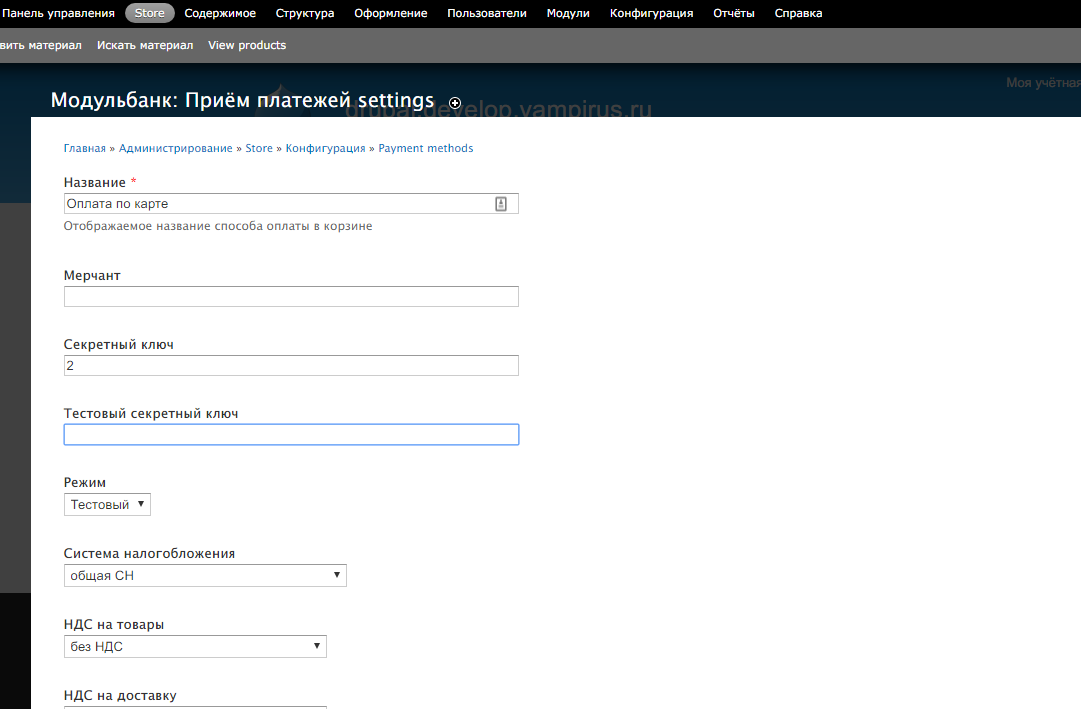 Панель управления Store Содержимое Структура Оформление Пользователи Модули Конфигурация Отчёты Справка
вить материал Искать материал View products
Моя учётная
Модульбанк: Приём платежей settings
drupal.develop.vampirus.ru
Главная » Администрирование » Store » Конфигурация » Payment methods
Название *
Оплата по карте
Отображаемое название способа оплаты в корзине
Мерчант
Секретный ключ
2
Тестовый секретный ключ
Режим
Тестовый
Система налогобложения
общая СН
НДС на товары
без НДС
НДС на доставку